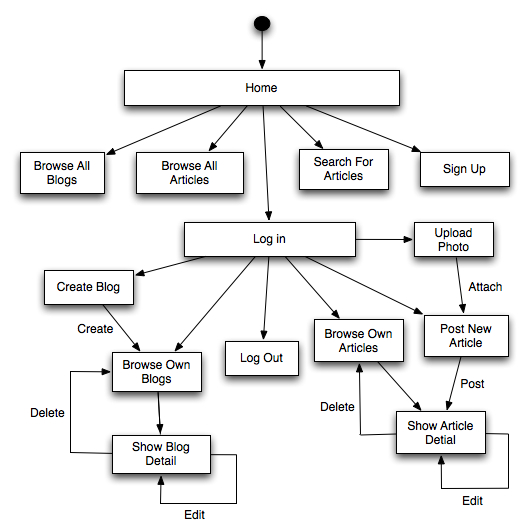 Home
Browse All
Blogs
Browse All
Articles
Search For
Articles
Sign Up
Log in
Upload
Photo
Create Blog
Attach
Create
Browse Own
Blogs
Log Out
Browse Own
Articles
Post New
Article
Post
Delete
Delete
Show Blog
Detail
Show Article
Detial
Edit
Edit